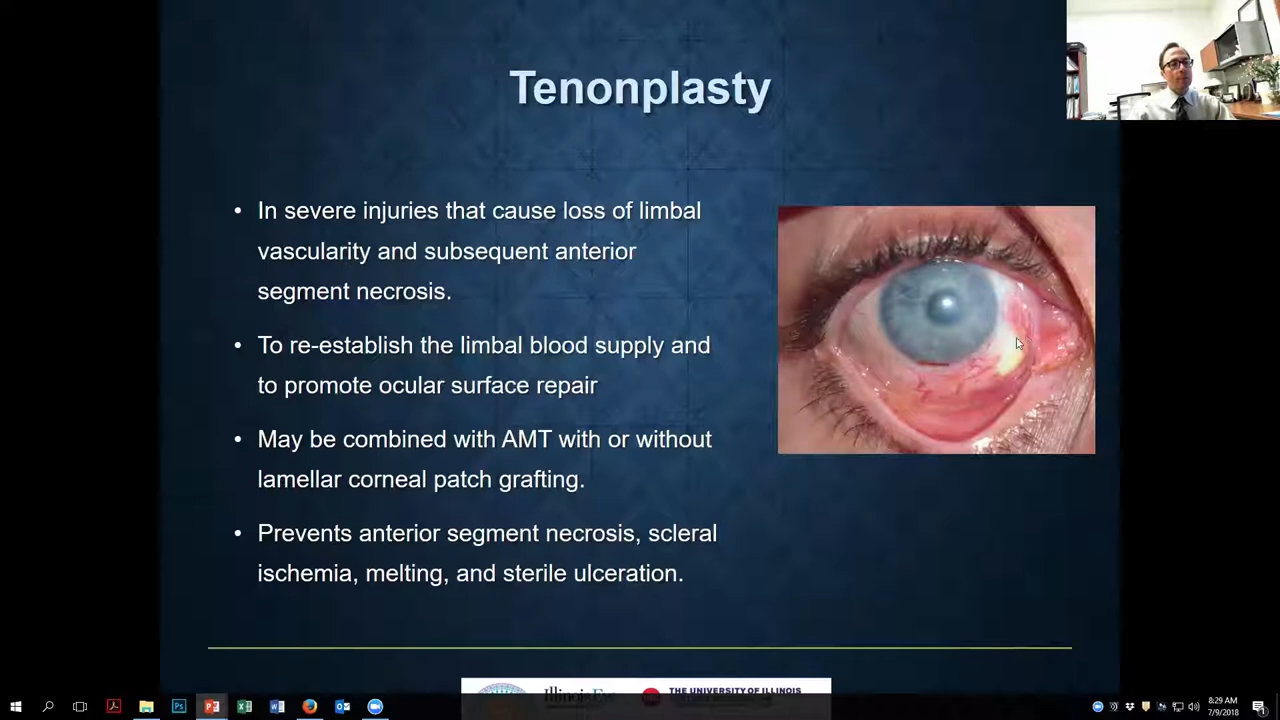 Tenonplasty
• In severe injuries that cause loss of limbal
vascularity and subsequent anterior
segment necrosis.
• To re-establish the limbal blood supply and
to promote ocular surface repair
• May be combined with AMT with or without
lamellar corneal patch grafting.
• Prevents anterior segment necrosis, scleral
ischemia, melting, and sterile ulceration.
THE UNIVERSITY OF ILLINOIS
8:29 AM
7/9/2018